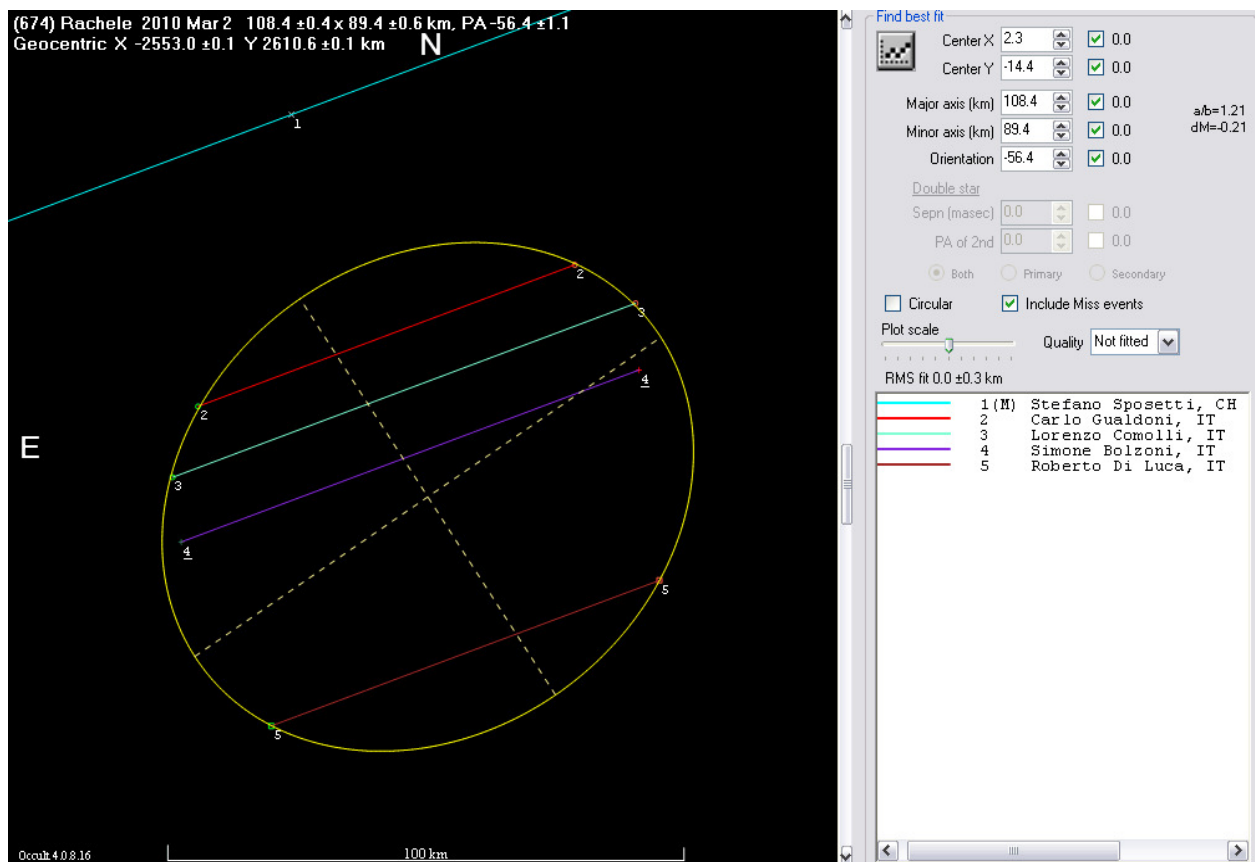 (674) Rachele 2010 Mar 2 108.4 ±0.4 x 89.4 ±0.6 km, PA -56.4 ±1.1
Geocentric X -2553.0 ±0.1 Y 2610.6 ±0.1 km
N
1
2
3
4
2
3
E
4
5
5
Occult 4.0.8.16
100 km
Find best fit
Center X 2.3 0.0
Center Y -14.4 0.0
Major axis (km) 108.4 0.0
a/b=1.21
Minor axis (km) 89.4 0.0
dM=-0.21
Orientation -56.4 0.0
Double star
Sepn (masec) 0.0 0.0
PA of 2nd 0.0 0.0
Both Primary Secondary
Circular Include Miss events
Plot scale
Quality Not fitted
RMS fit 0.0 ±0.3 km
1(M) Stefano Sposetti, CH
2 Carlo Gualdoni, IT
3 Lorenzo Comolli, IT
4 Simone Bolzoni, IT
5 Roberto Di Luca, IT